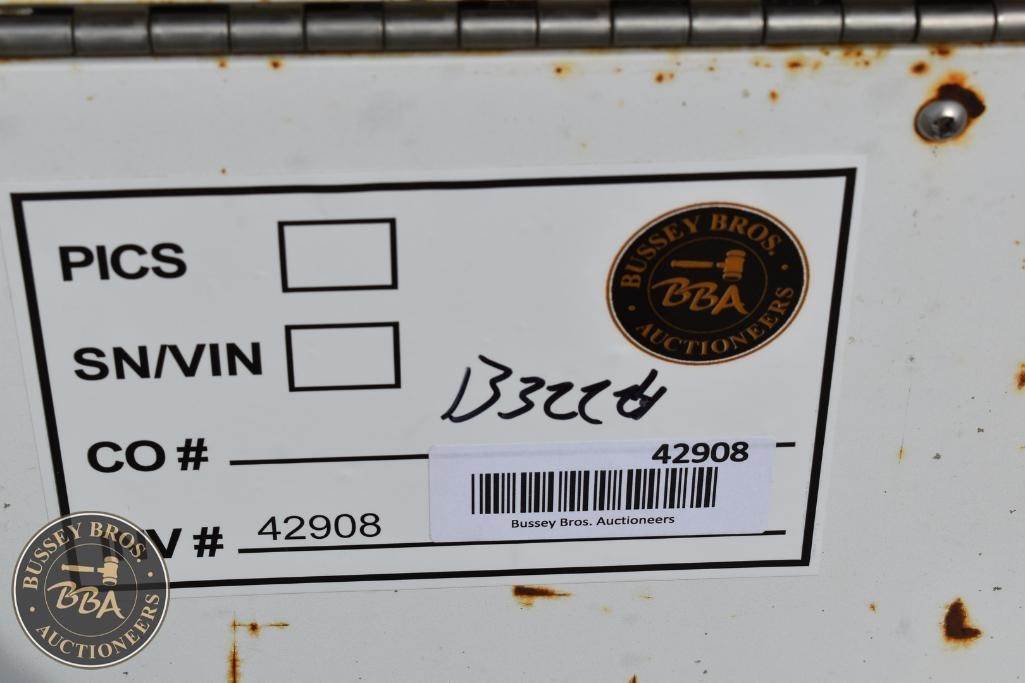 PICS
BUSSEY BROS.
BBA
AUCTIONEERS
SN/VIN
CO #
42908
Bussey Bros. Auctioneers
V # 42908
BUSSEY BROS.
BBA
AUCTIONEERS